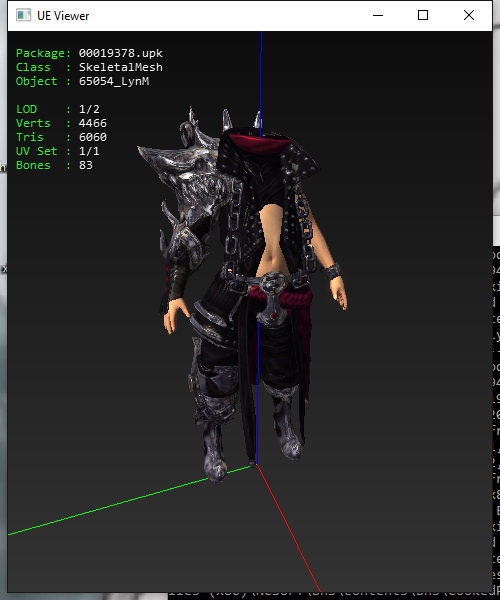 UE Viewer
Package: 00019378.upk
Class : SkeletalMesh
Object : 65054_LynM
LOD : 1/2
Verts : 4466
Tris : 6060
UV Set : 1/1
Bones : 83